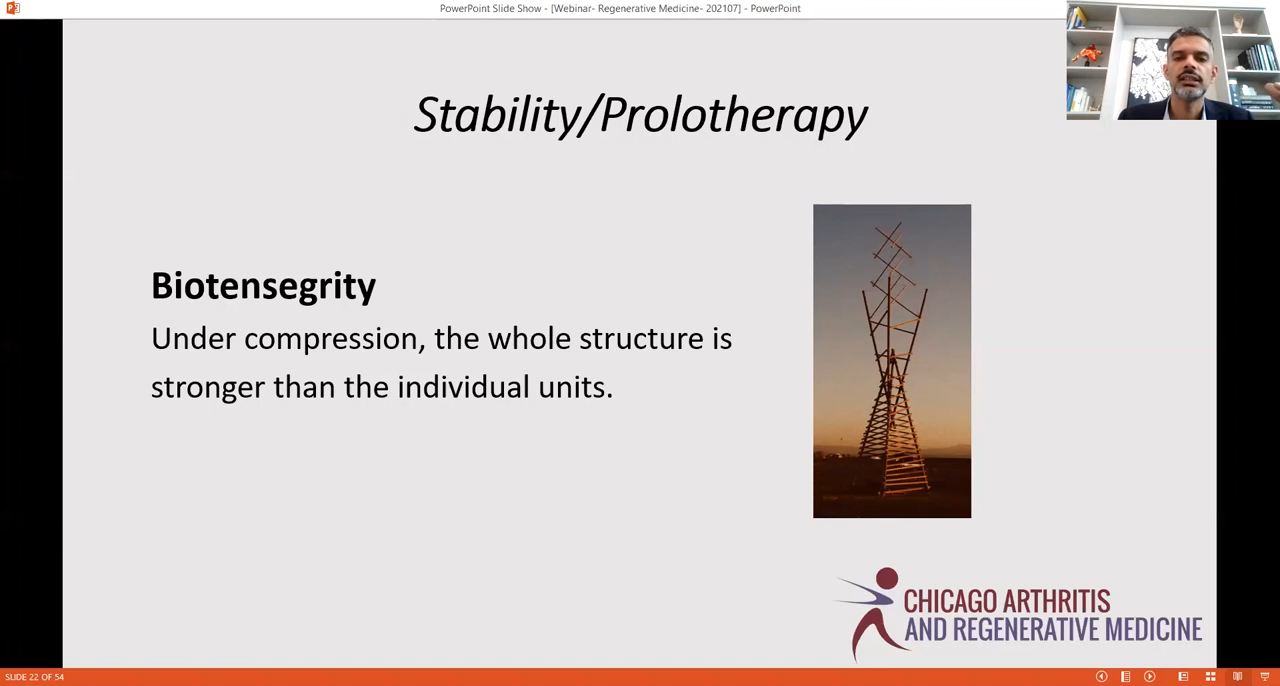 PowerPoint Slide Show - [Webinar- Regenerative Medicine- 202107] - PowerPoint
Stability/Prolotherapy
Biotensegrity
Under compression, the whole structure is
stronger than the individual units.
CHICAGO ARTHRITIS
AND REGENERATIVE MEDICINE
SLIDE 22 OF 54